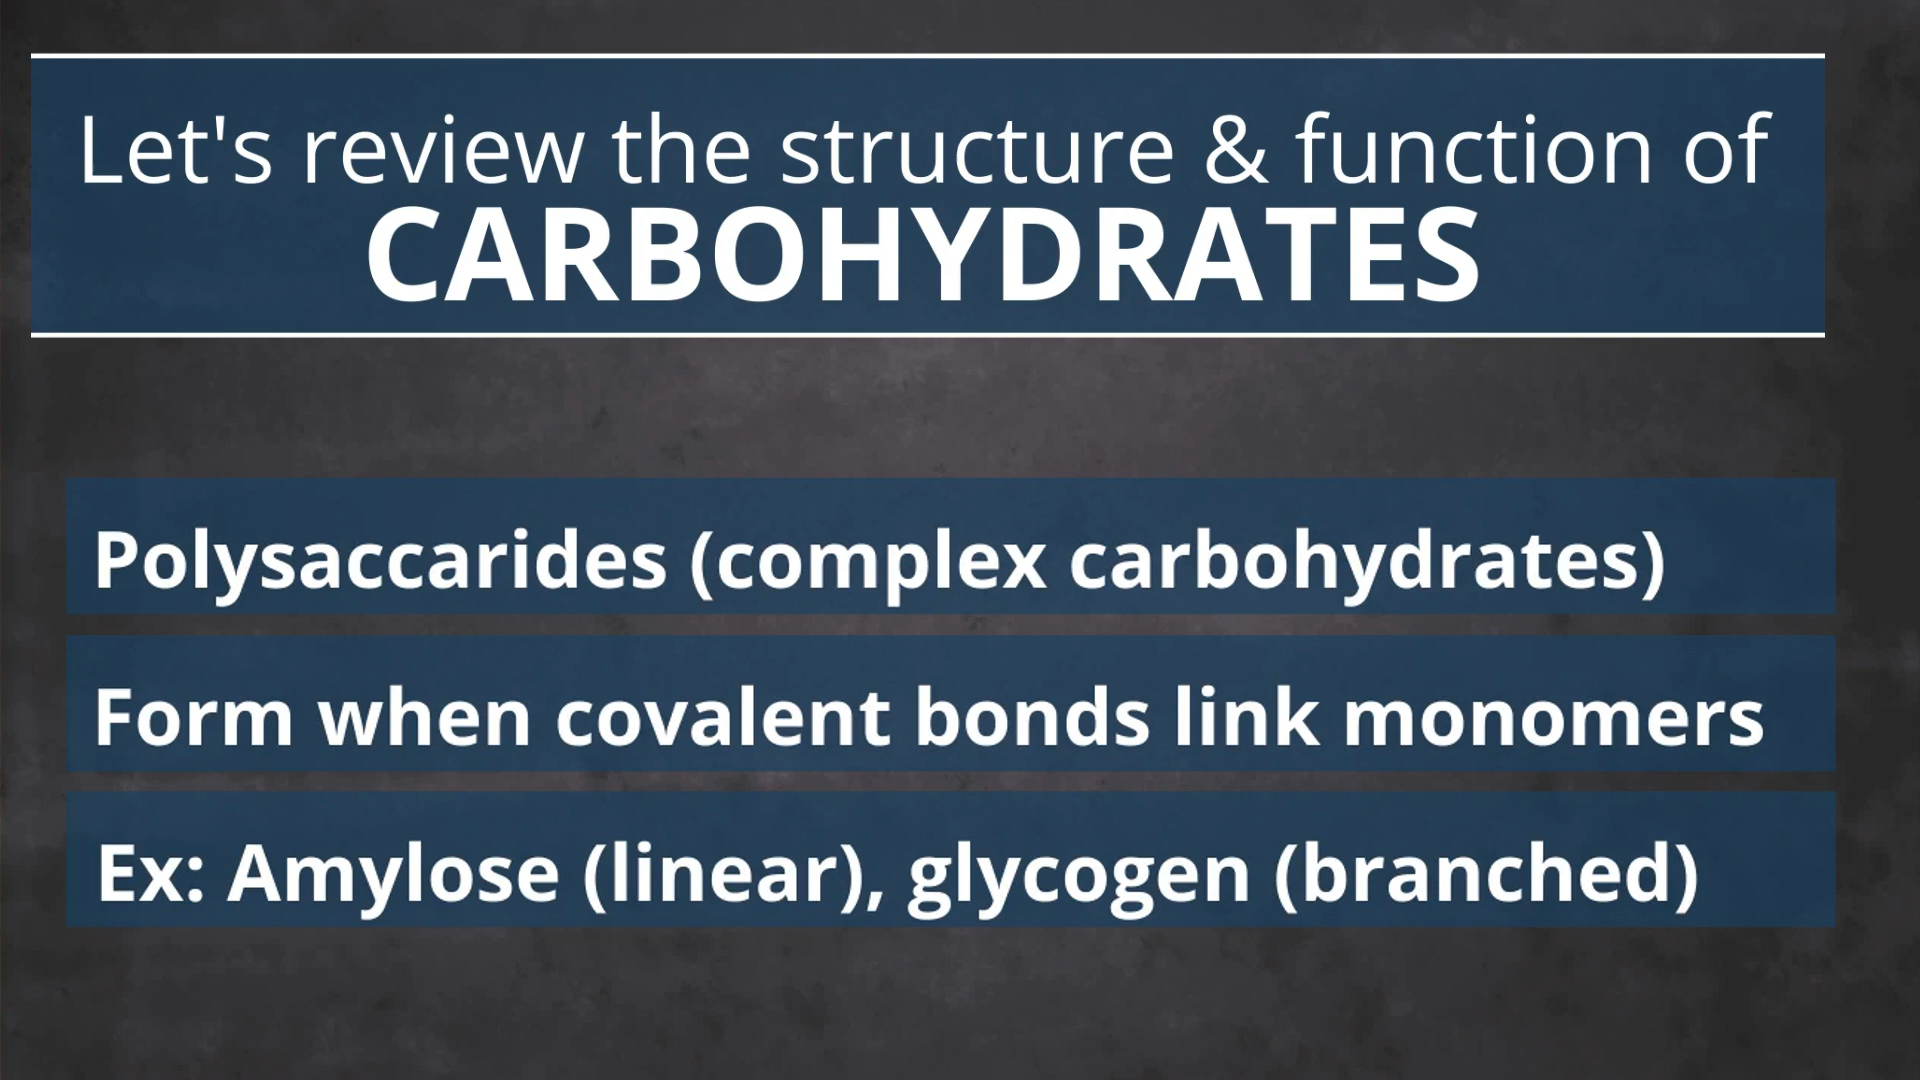 Let's review the structure & function of
CARBOHYDRATES
Polysaccarides (complex carbohydrates)
Form when covalent bonds link monomers
Ex: Amylose (linear), glycogen (branched)